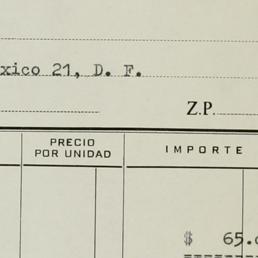 xico 21, D. F.
Z.P.
PRECIO
POR UNIDAD
IMPORTE
$ 65.